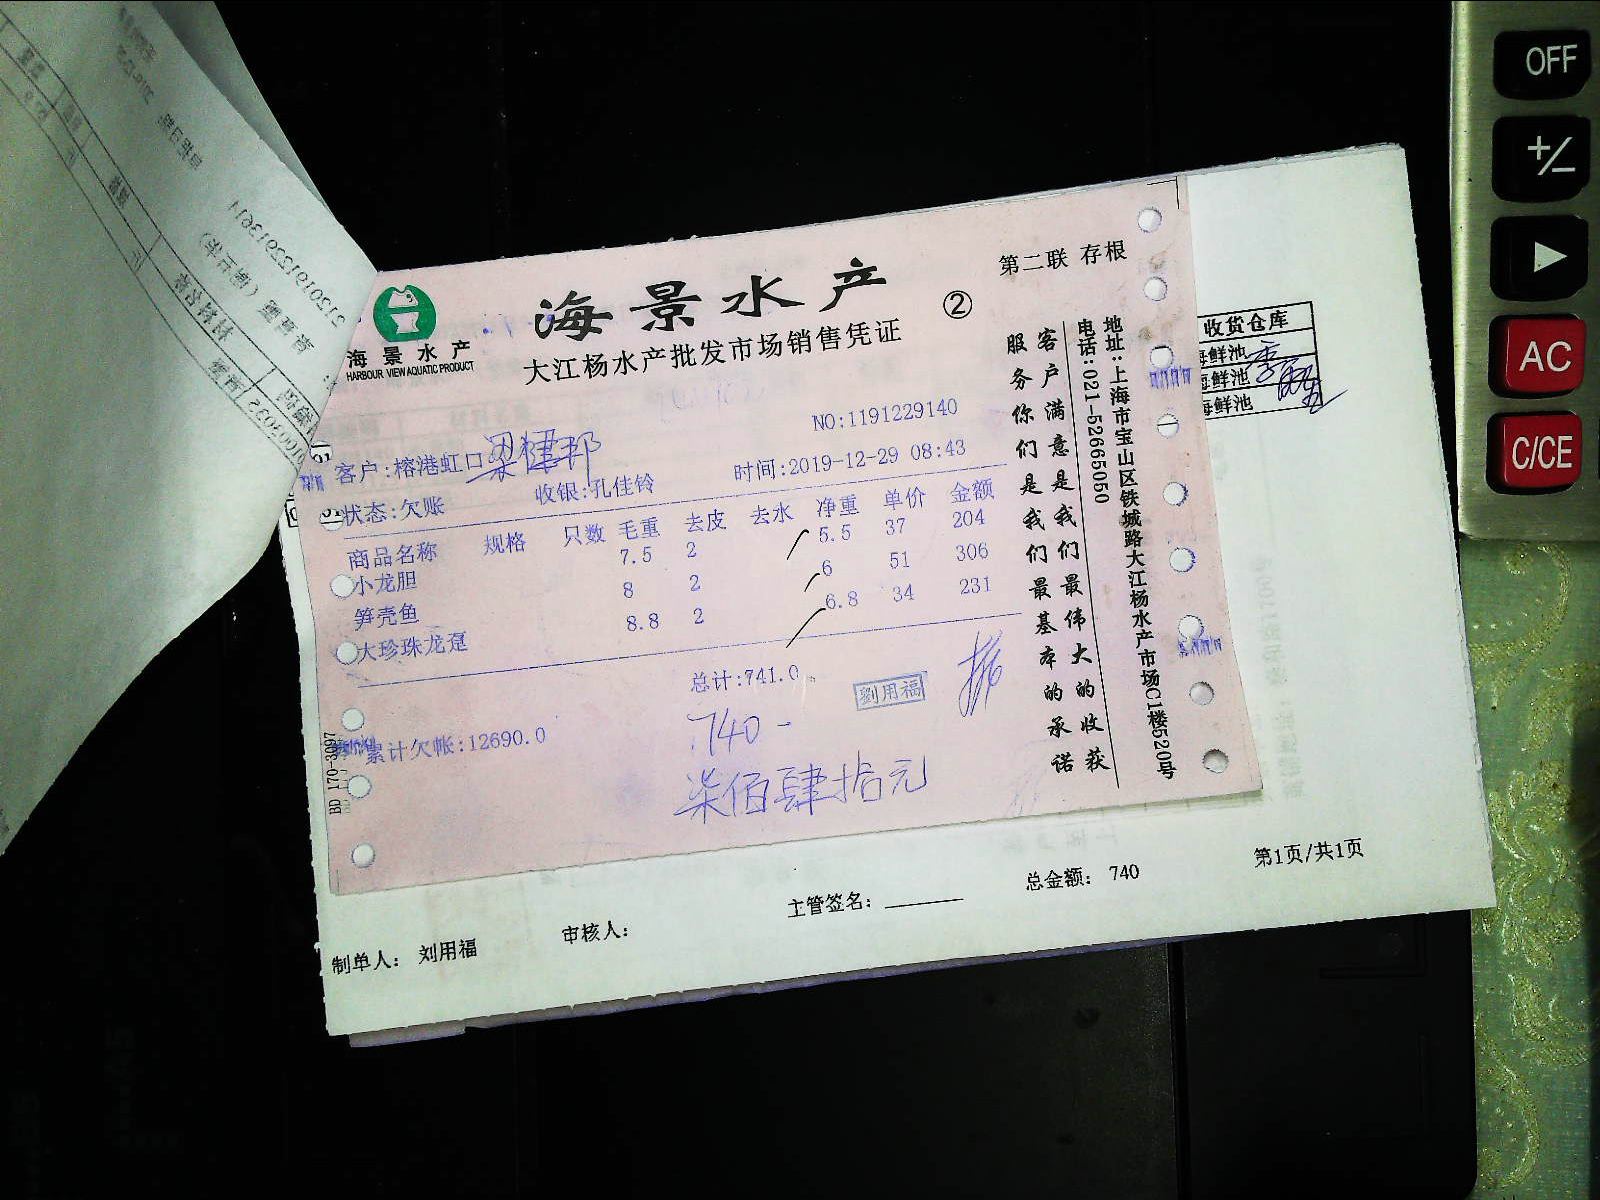 OFF
+/-
▶
AC
C/CE
海景水产
HARBOUR VIEW AQUATIC PRODUCT
海景水产
大江杨水产批发市场销售凭证
②
第二联 存根
NO:1191229140
客户:榕港虹口
时间:2019-12-29 08:43
状态:欠账
收银:孔佳铃
商品名称 规格 只数 毛重 去皮 去水 净重 单价 金额
小龙胆 7.5 2 5.5 37 204
笋壳鱼 8 2 6 51 306
大珍珠龙趸 8.8 2 6.8 34 231
总计:741.0
劉用福
累计欠帐:12690.0
740-
柒佰肆拾元
BD 170-3097
客户满意是我们最伟大的收获
服务你们是我们最基本的承诺
地址:上海市宝山区铁城路大江杨水产市场C1楼520号
电话:021-52665050
收货仓库
海鲜池
海鲜池
海鲜池
制单人: 刘用福
审核人:
主管签名:
总金额: 740
第1页/共1页